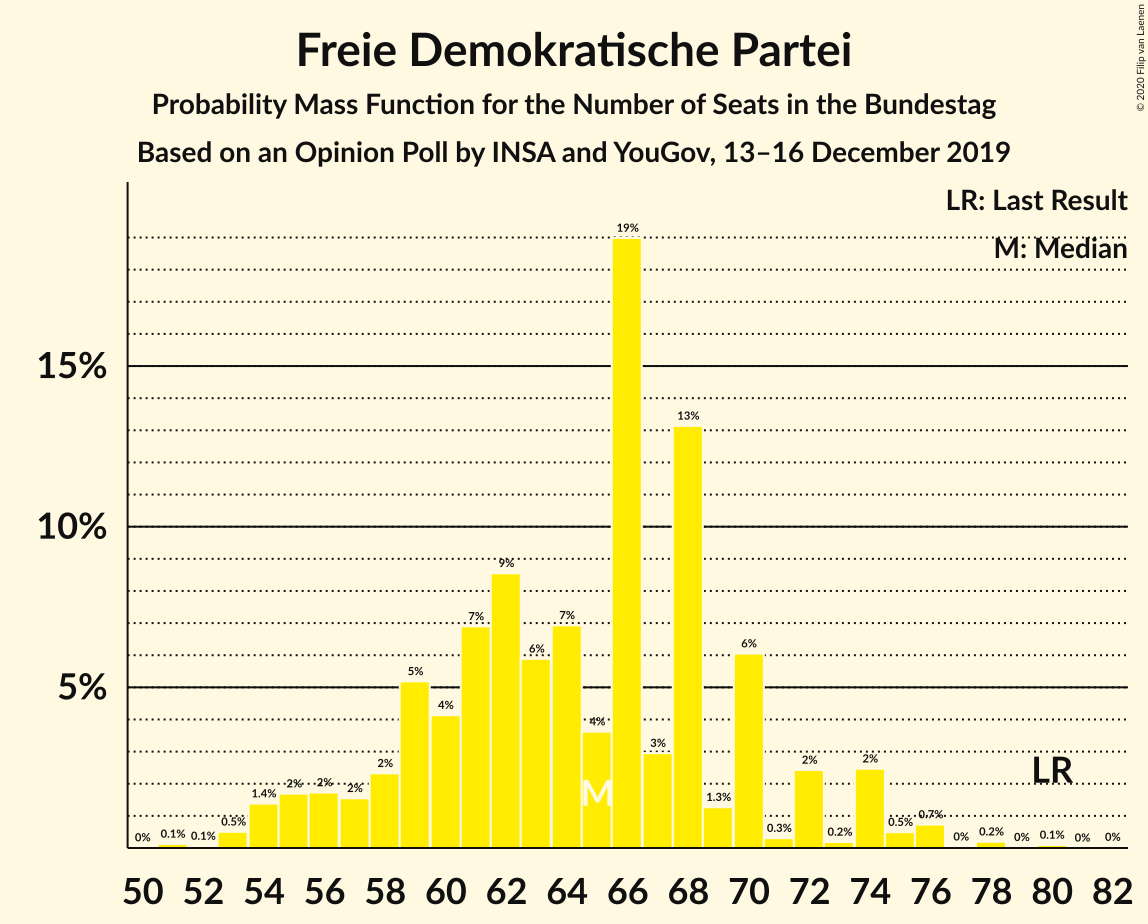 Freie Demokratische Partei
Probability Mass Function for the Number of Seats in the Bundestag
Based on an Opinion Poll by INSA and YouGov, 13–16 December 2019
© 2020 Filip van Laenen
LR: Last Result
M: Median
15%
10%
5%
0% 0.1% 0.1% 0.5% 1.4% 2% 2% 2% 2% 5% 4% 7% 9% 6% 7% 4% 19% 3% 13% 1.3% 6% 0.3% 2% 0.2% 2% 0.5% 0.7% 0% 0.2% 0% 0.1% 0% 0%
M
LR
50 52 54 56 58 60 62 64 66 68 70 72 74 76 78 80 82